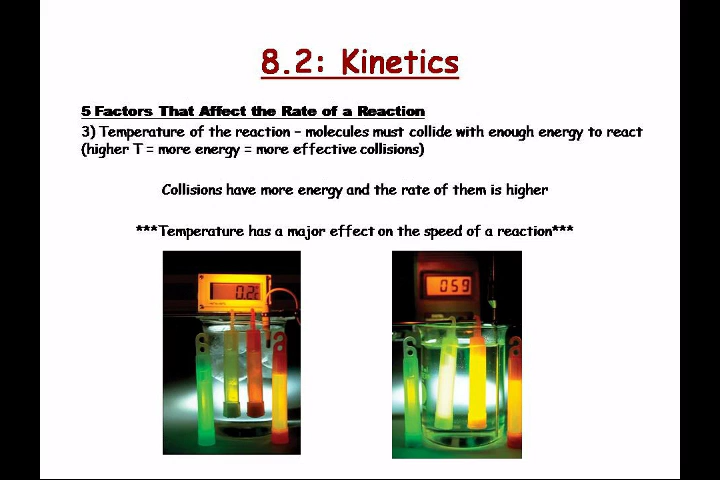 8.2: Kinetics
5 Factors That Affect the Rate of a Reaction
3) Temperature of the reaction – molecules must collide with enough energy to react
(higher T = more energy = more effective collisions)
Collisions have more energy and the rate of them is higher
***Temperature has a major effect on the speed of a reaction***
059